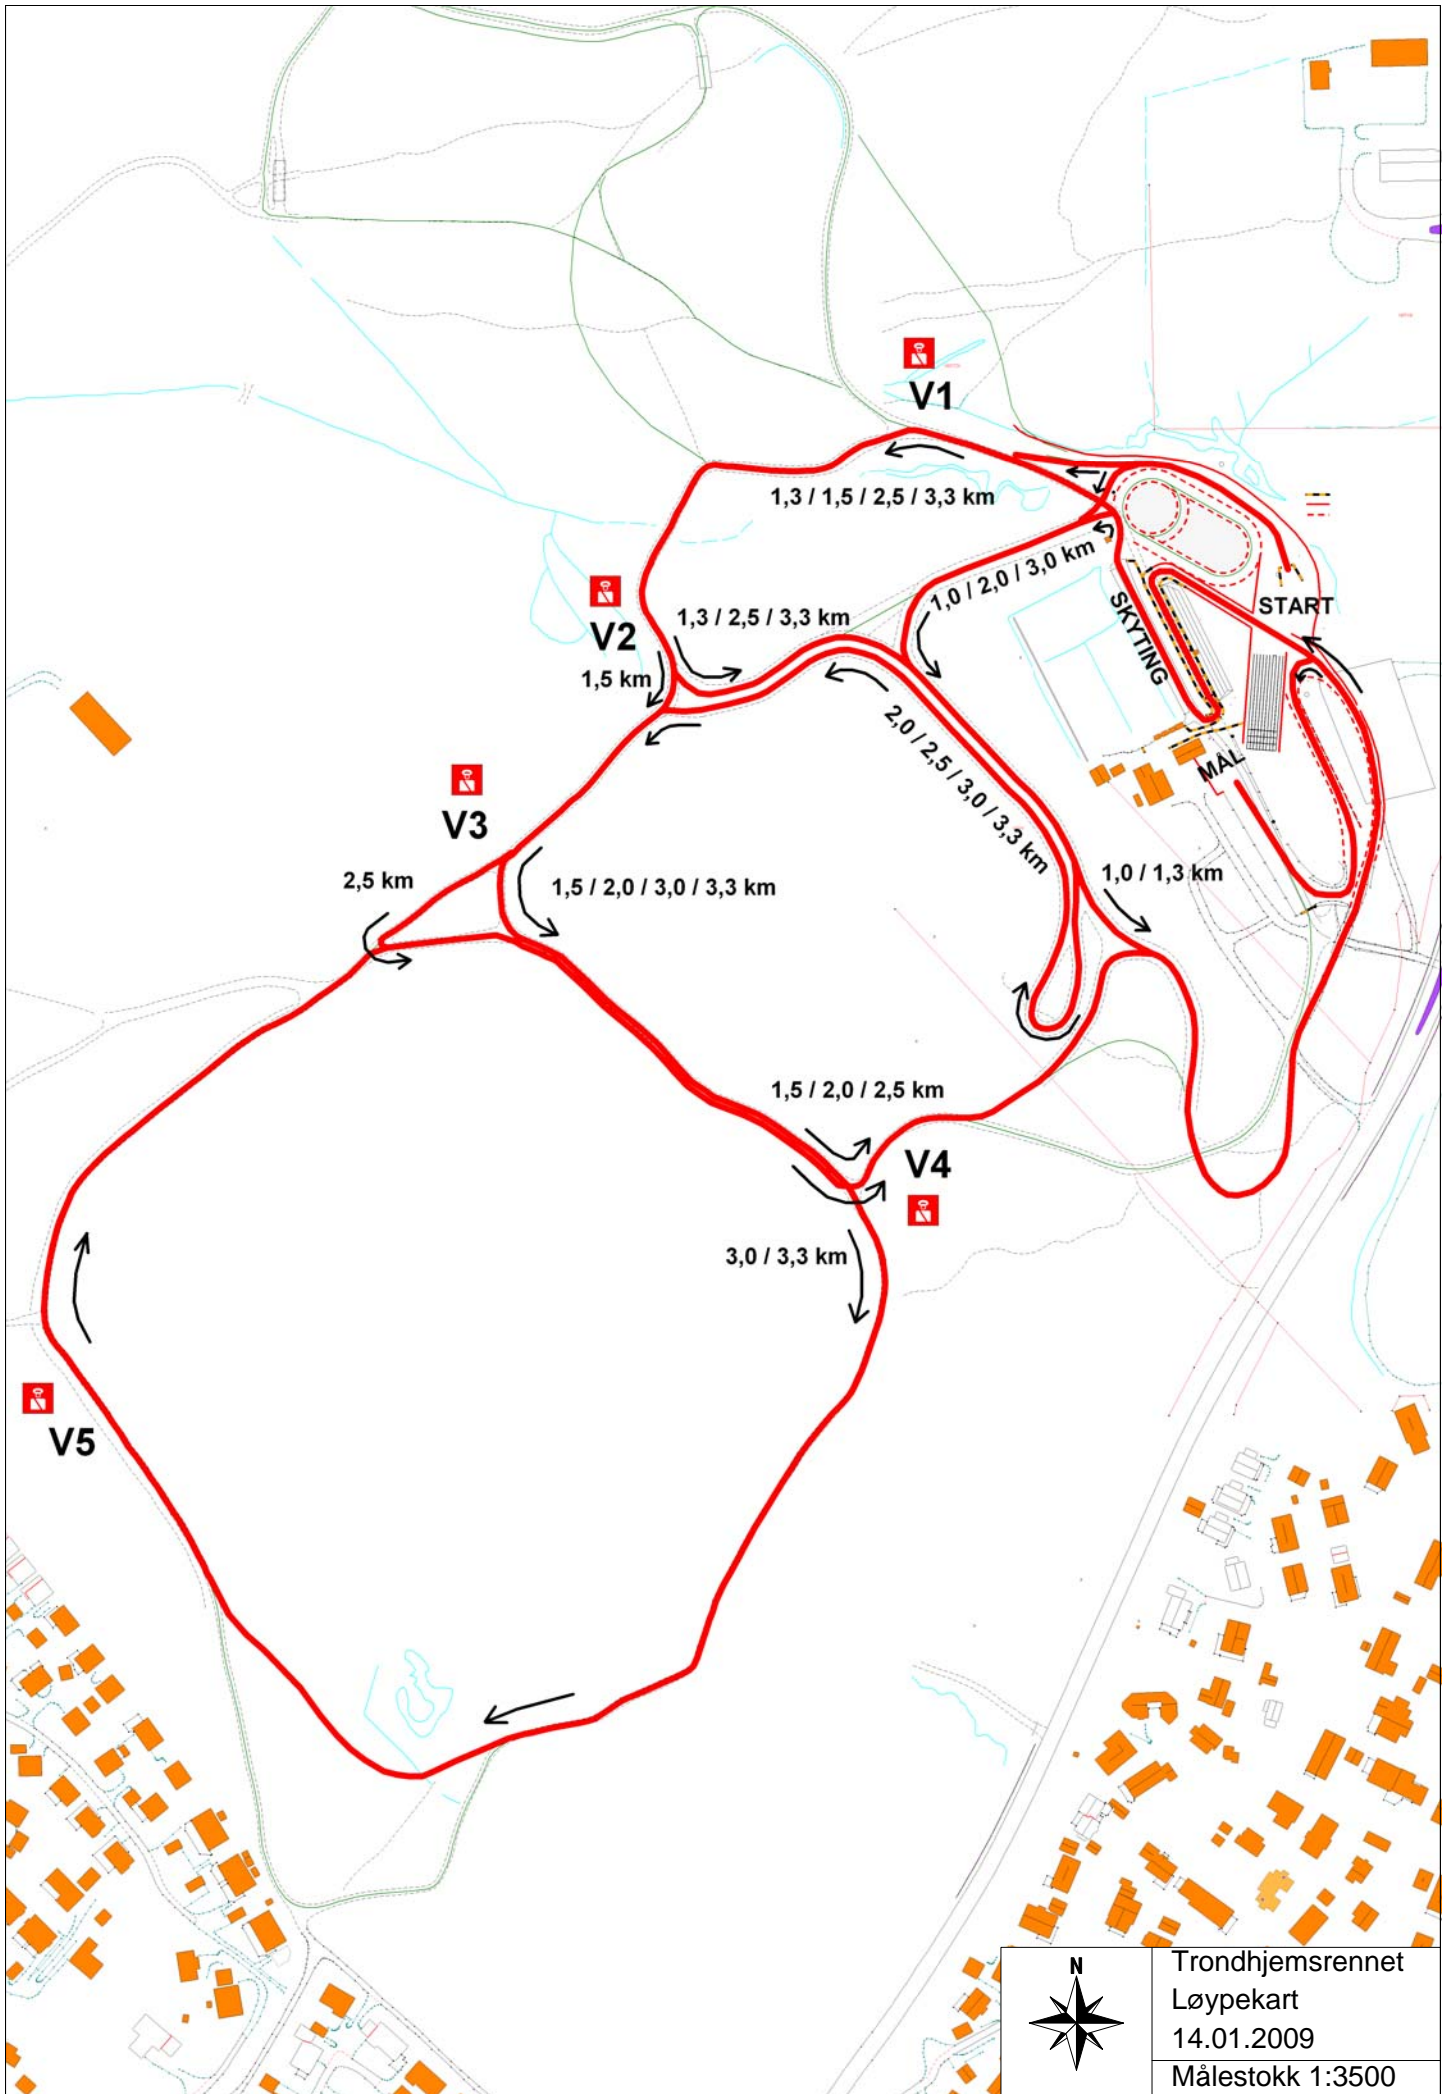 V1
1,3 / 1,5 / 2,5 / 3,3 km
1,0 / 2,0 / 3,0 km
START
SKYTING
V2
1,3 / 2,5 / 3,3 km
1,5 km
2,0 / 2,5 / 3,0 / 3,3 km
MÅL
V3
2,5 km
1,5 / 2,0 / 3,0 / 3,3 km
1,0 / 1,3 km
1,5 / 2,0 / 2,5 km
V4
3,0 / 3,3 km
V5
N
Trondhjemsrennet
Løypekart
14.01.2009
Målestokk 1:3500